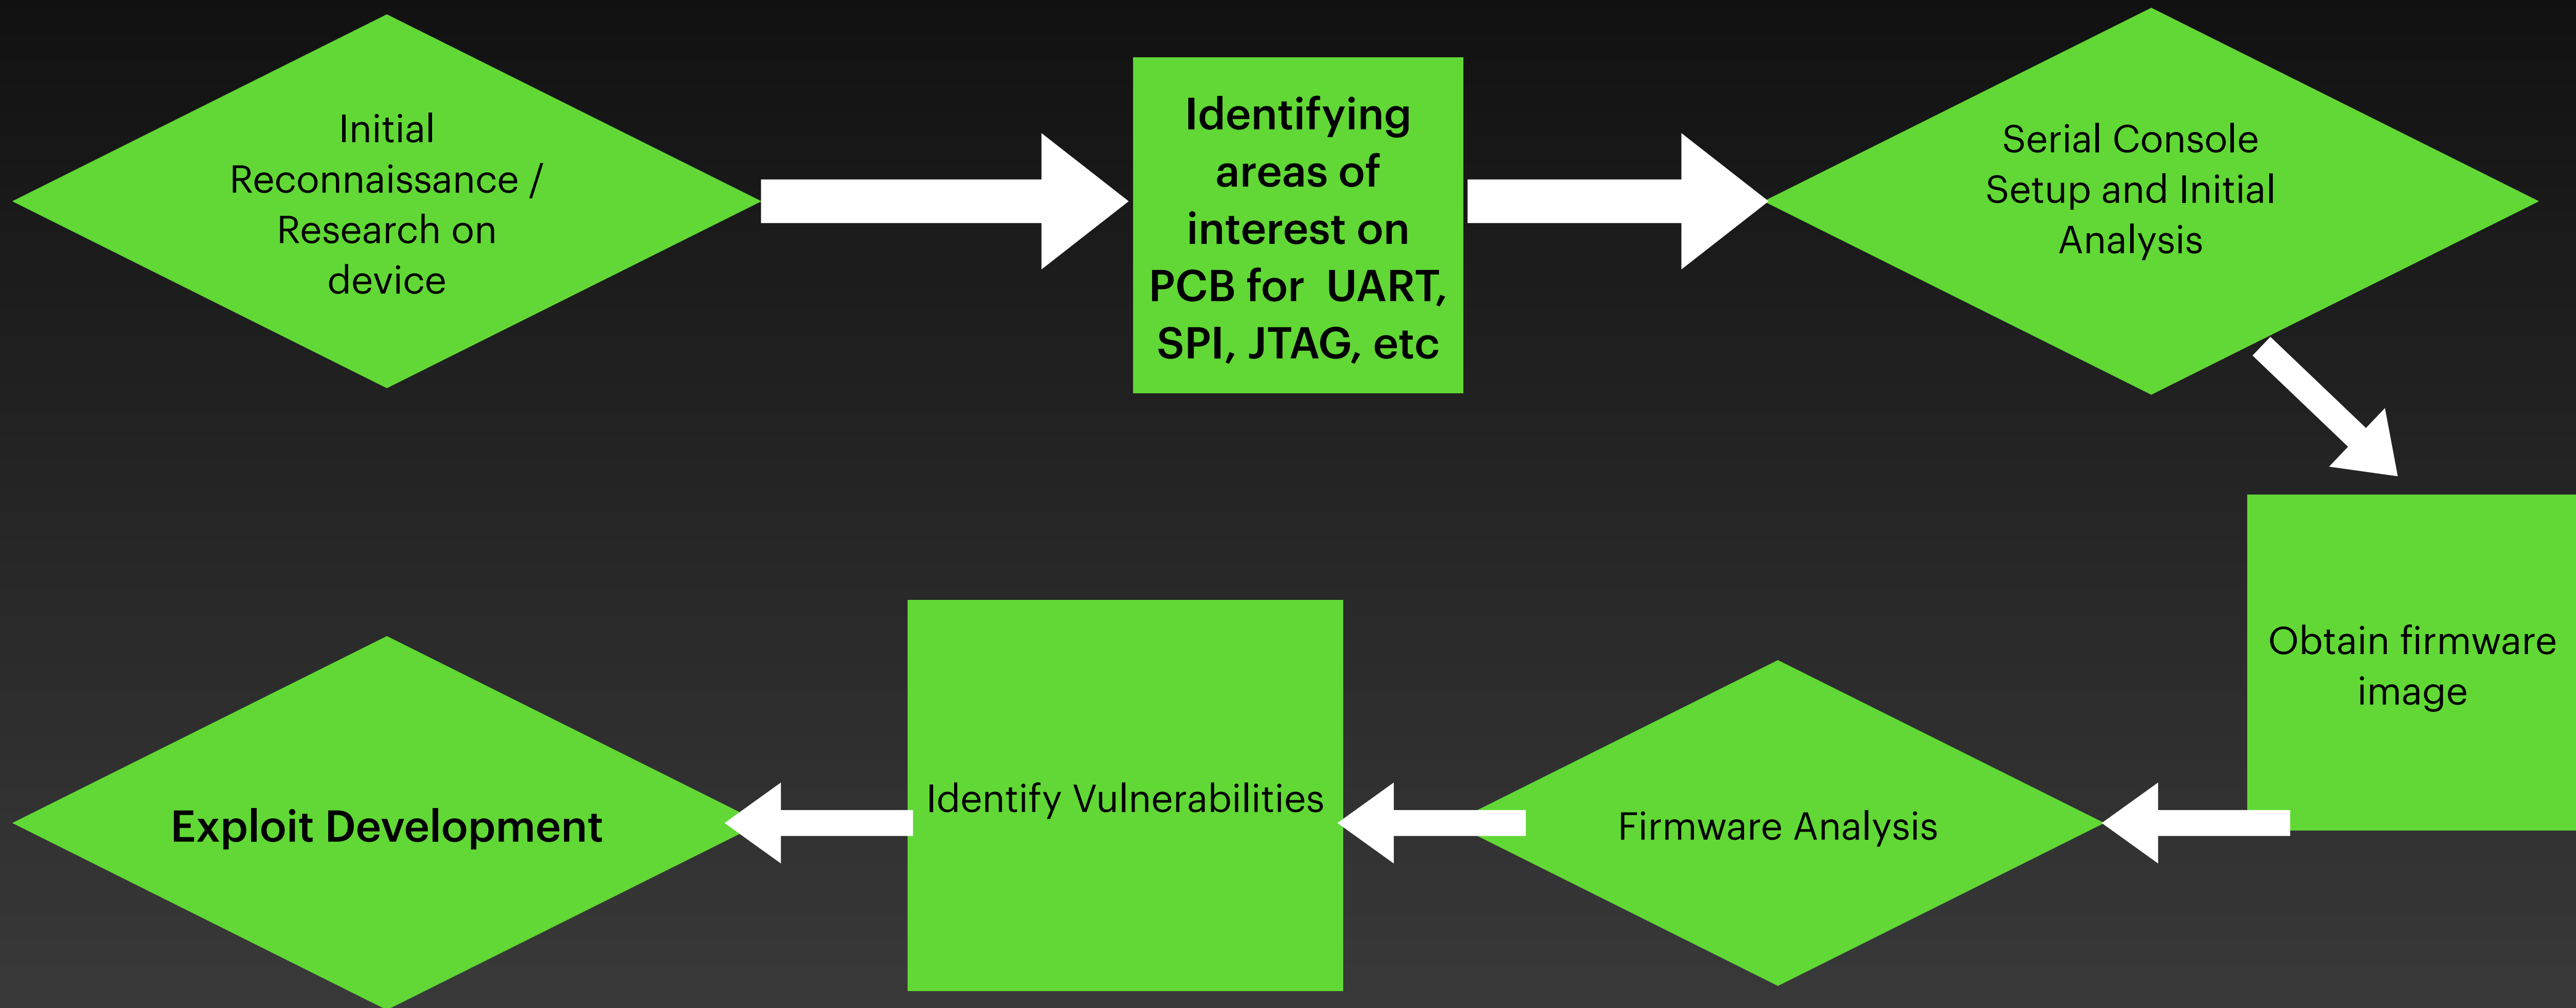 Initial
Reconnaissance /
Research on
device
Identifying
areas of
interest on
PCB for  UART,
SPI, JTAG, etc
Serial Console
Setup and Initial
Analysis
Obtain firmware
image
Firmware Analysis
Identify Vulnerabilities
Exploit Development